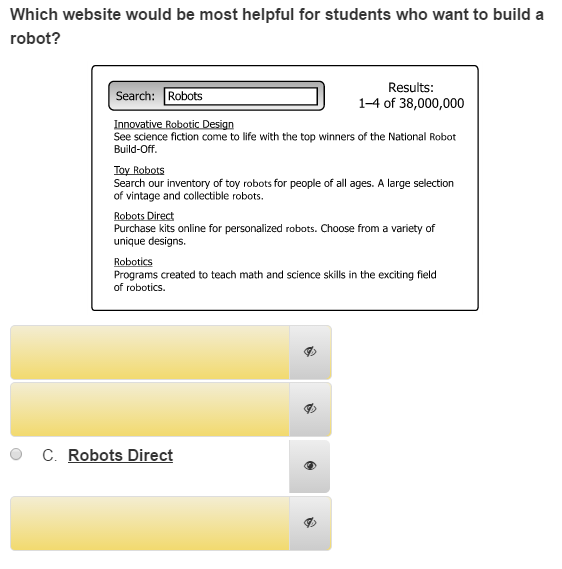 Which website would be most helpful for students who want to build a
robot?
Search: Robots
Results:
1–4 of 38,000,000
Innovative Robotic Design
See science fiction come to life with the top winners of the National Robot
Build-Off.
Toy Robots
Search our inventory of toy robots for people of all ages. A large selection
of vintage and collectible robots.
Robots Direct
Purchase kits online for personalized robots. Choose from a variety of
unique designs.
Robotics
Programs created to teach math and science skills in the exciting field
of robotics.
C. Robots Direct